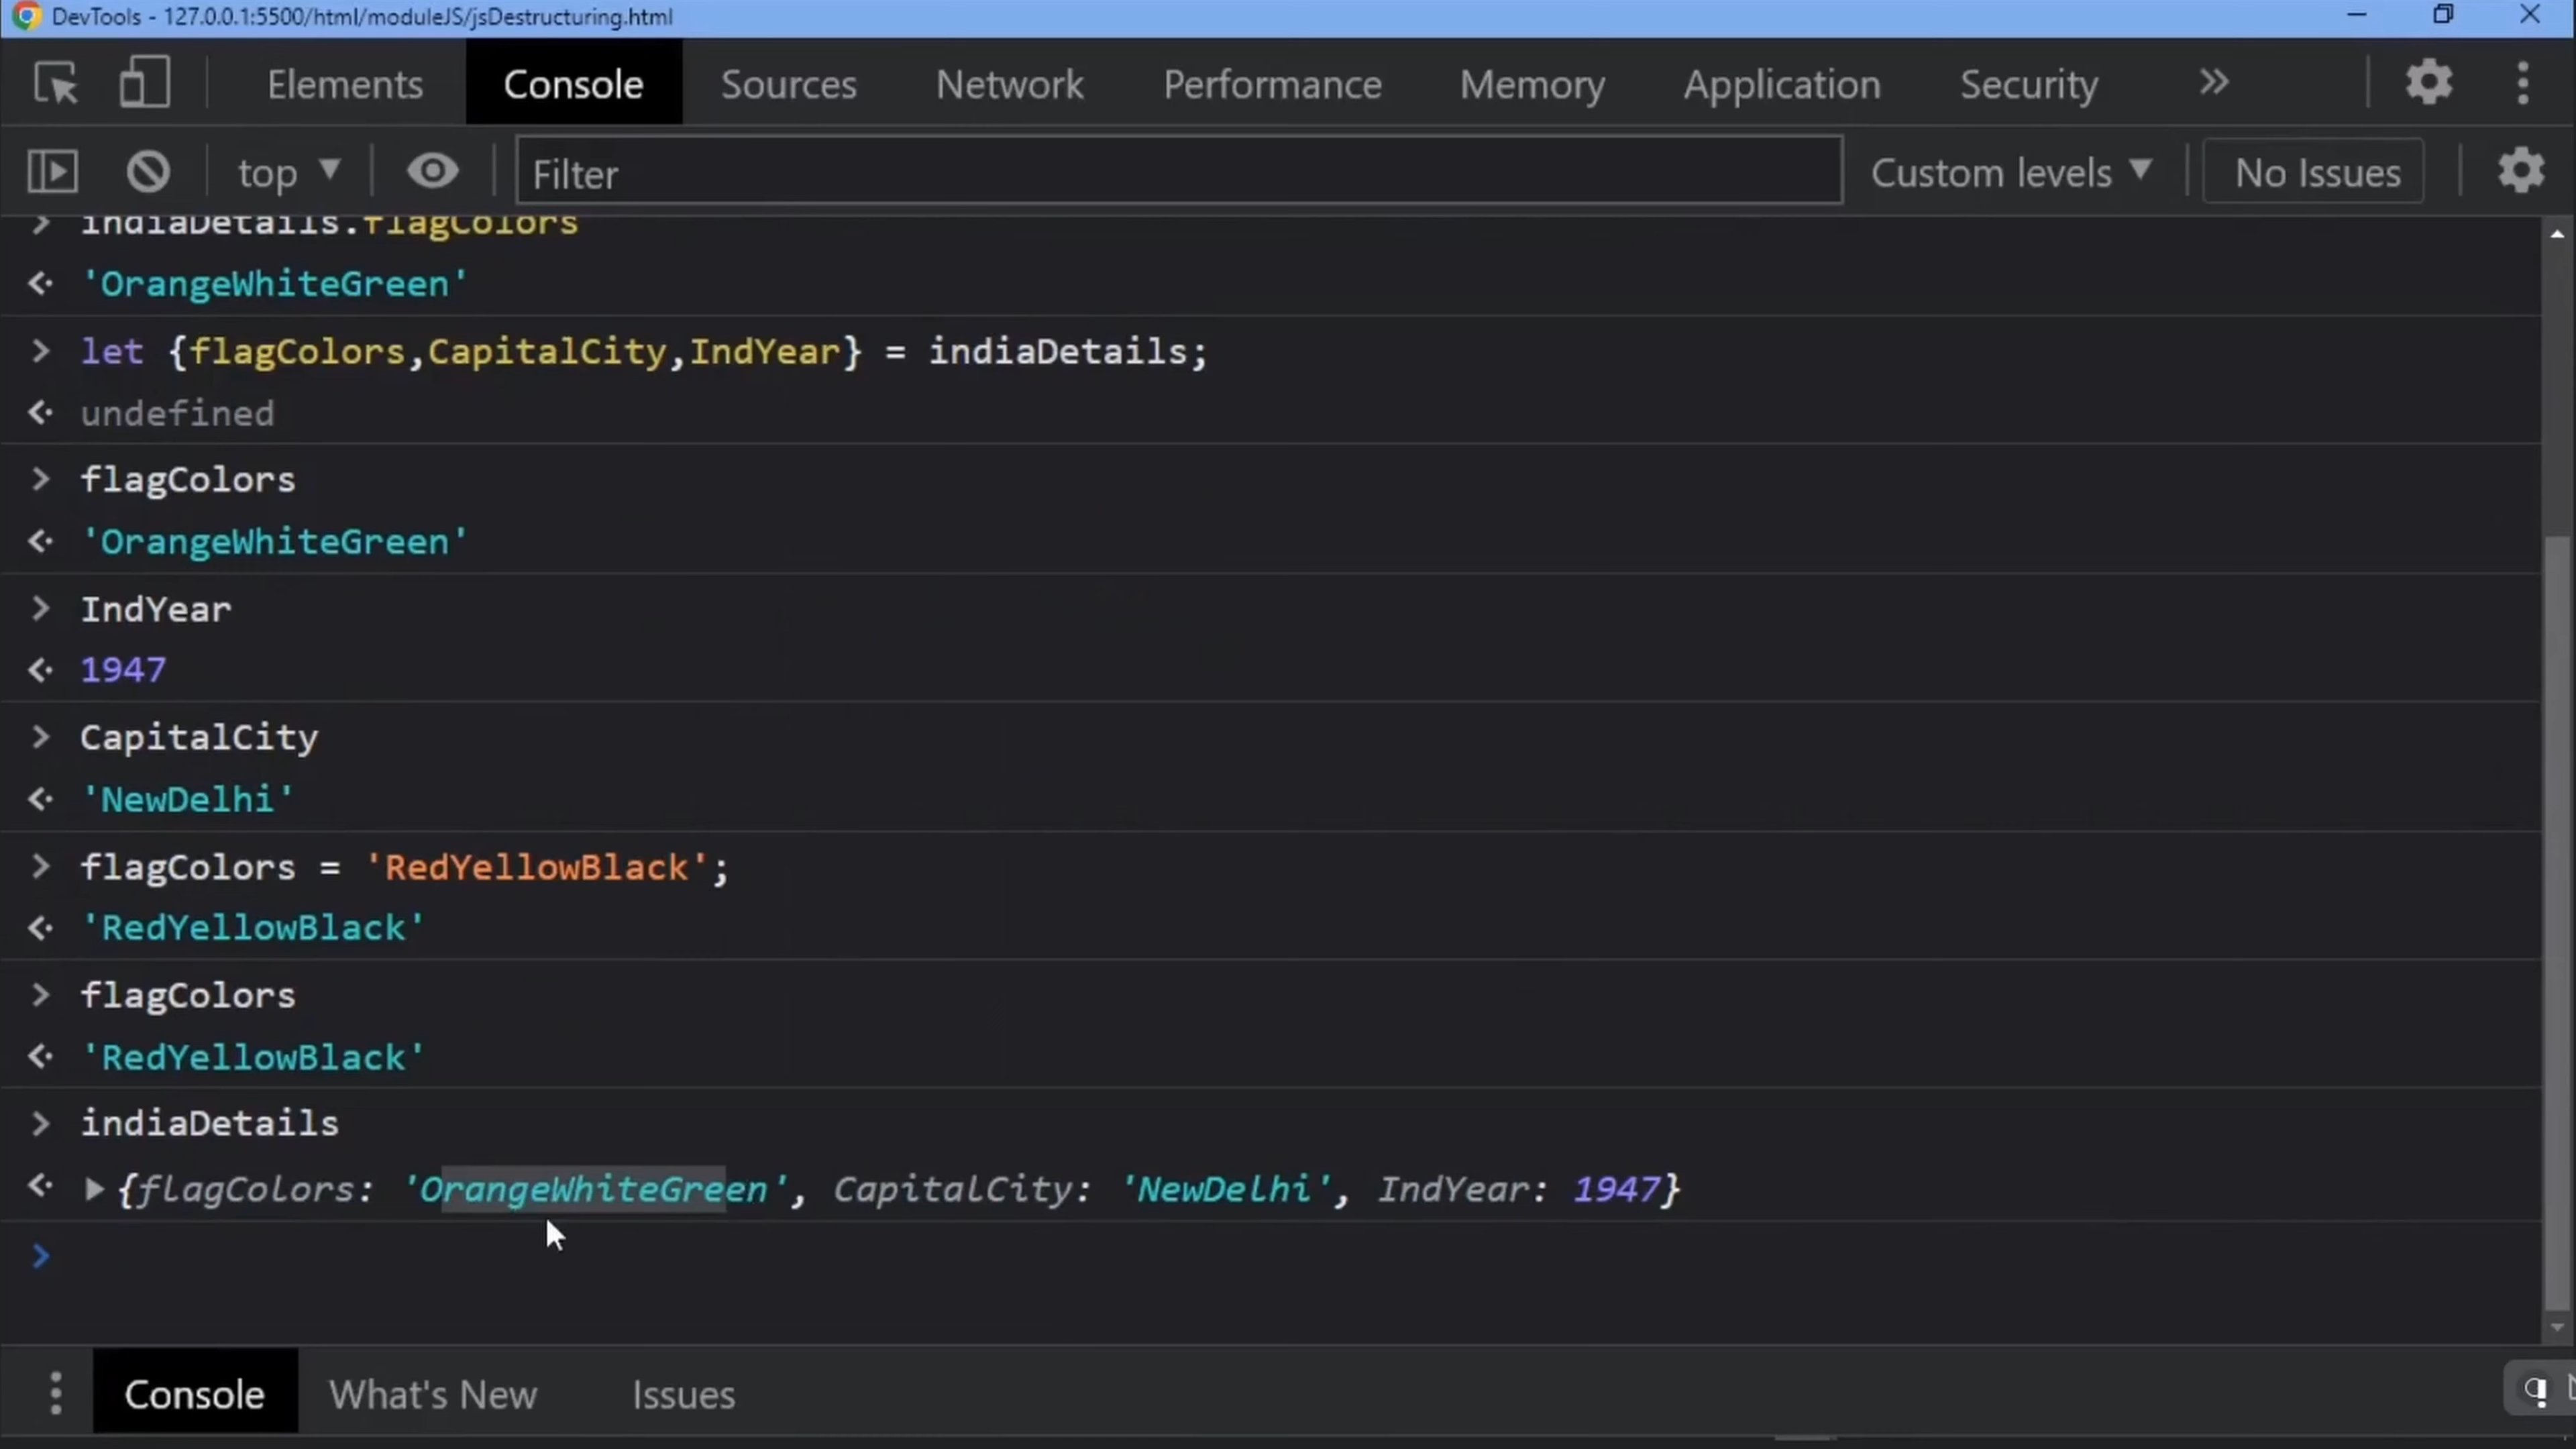 DevTools - 127.0.0.1:5500/html/moduleJS/jsDestructuring.html
Elements Console Sources Network Performance Memory Application Security
top Filter Custom levels No Issues
indiaDetails.flagColors
'OrangeWhiteGreen'
let {flagColors,CapitalCity,IndYear} = indiaDetails;
undefined
flagColors
'OrangeWhiteGreen'
IndYear
1947
CapitalCity
'NewDelhi'
flagColors = 'RedYellowBlack';
'RedYellowBlack'
flagColors
'RedYellowBlack'
indiaDetails
{flagColors: 'OrangeWhiteGreen', CapitalCity: 'NewDelhi', IndYear: 1947}
Console What's New Issues